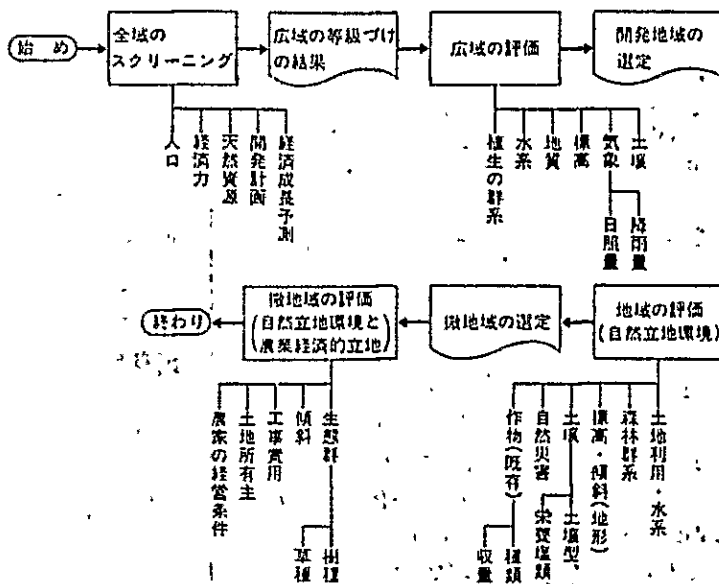 始め
全域の
スクリーニング
広域の等級づけ
の結果
広域の評価
開発地域の
選定
人口
経済力
天然資源
開発計画
経済成長予測
植生の群系
水系
地質
標高
気象
土壌
日照量
降雨量
終わり
微地域の評価
(自然立地環境と
農業経済的立地)
微地域の選定
地域の評価
(自然立地環境)
農家の経営条件
土地所有主
工事費用
傾斜
生態群
草種
樹種
作物(既有)
自然災害
土壌
標高・傾斜(地形)
森林群系
土地利用・水系
収量
種類
栄養塩類
土壌型、